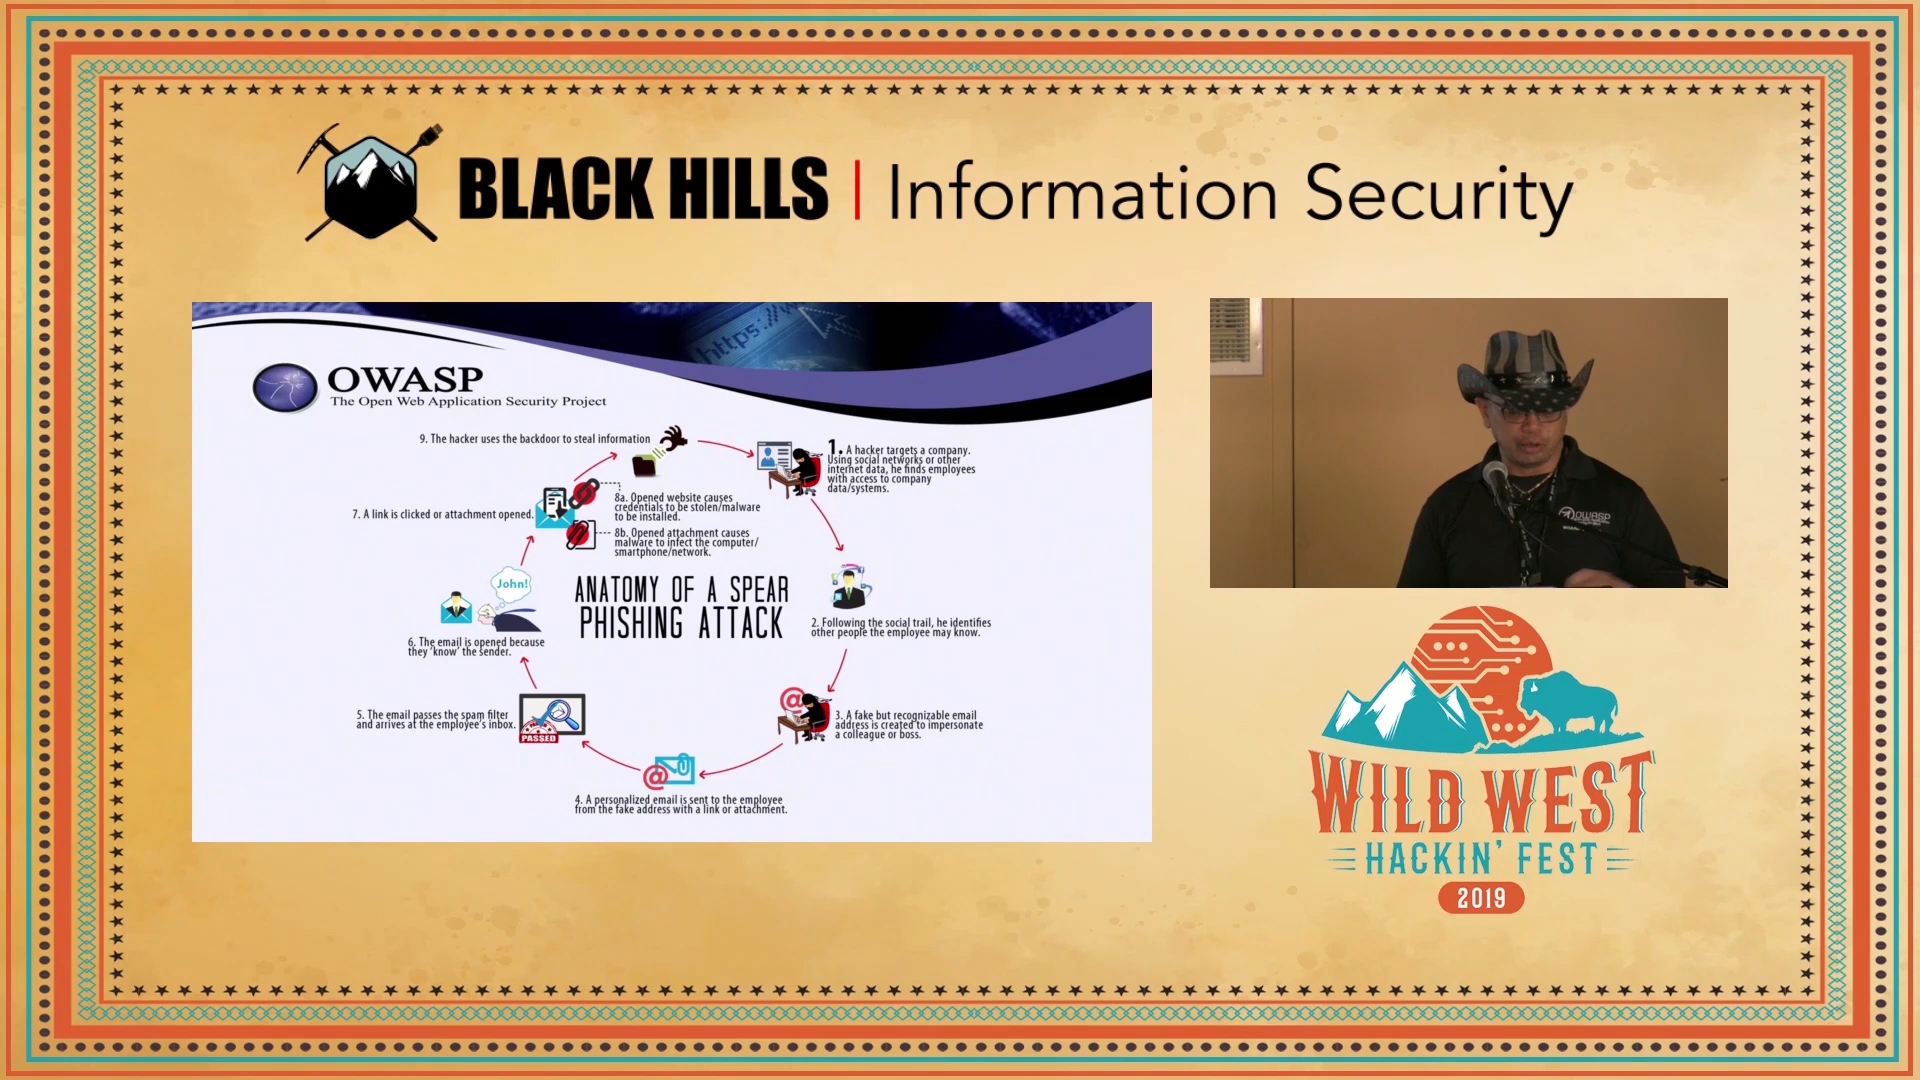 BLACK HILLS | Information Security
https://w
OWASP
The Open Web Application Security Project
1. A hacker targets a company.
Using social networks or other
internet data, he finds employees
with access to company
data/systems.
2. Following the social trail, he identifies
other people the employee may know.
@
3. A fake but recognizable email
address is created to impersonate
a colleague or boss.
@
4. A personalized email is sent to the employee
from the fake address with a link or attachment.
5. The email passes the spam filter
and arrives at the employee's inbox.
PASSED
John!
6. The email is opened because
they 'know' the sender.
7. A link is clicked or attachment opened.
8a. Opened website causes
credentials to be stolen/malware
to be installed.
8b. Opened attachment causes
malware to infect the computer/
smartphone/network.
9. The hacker uses the backdoor to steal information
ANATOMY OF A SPEAR
PHISHING ATTACK
OWASP
WILD WEST
HACKIN' FEST
2019